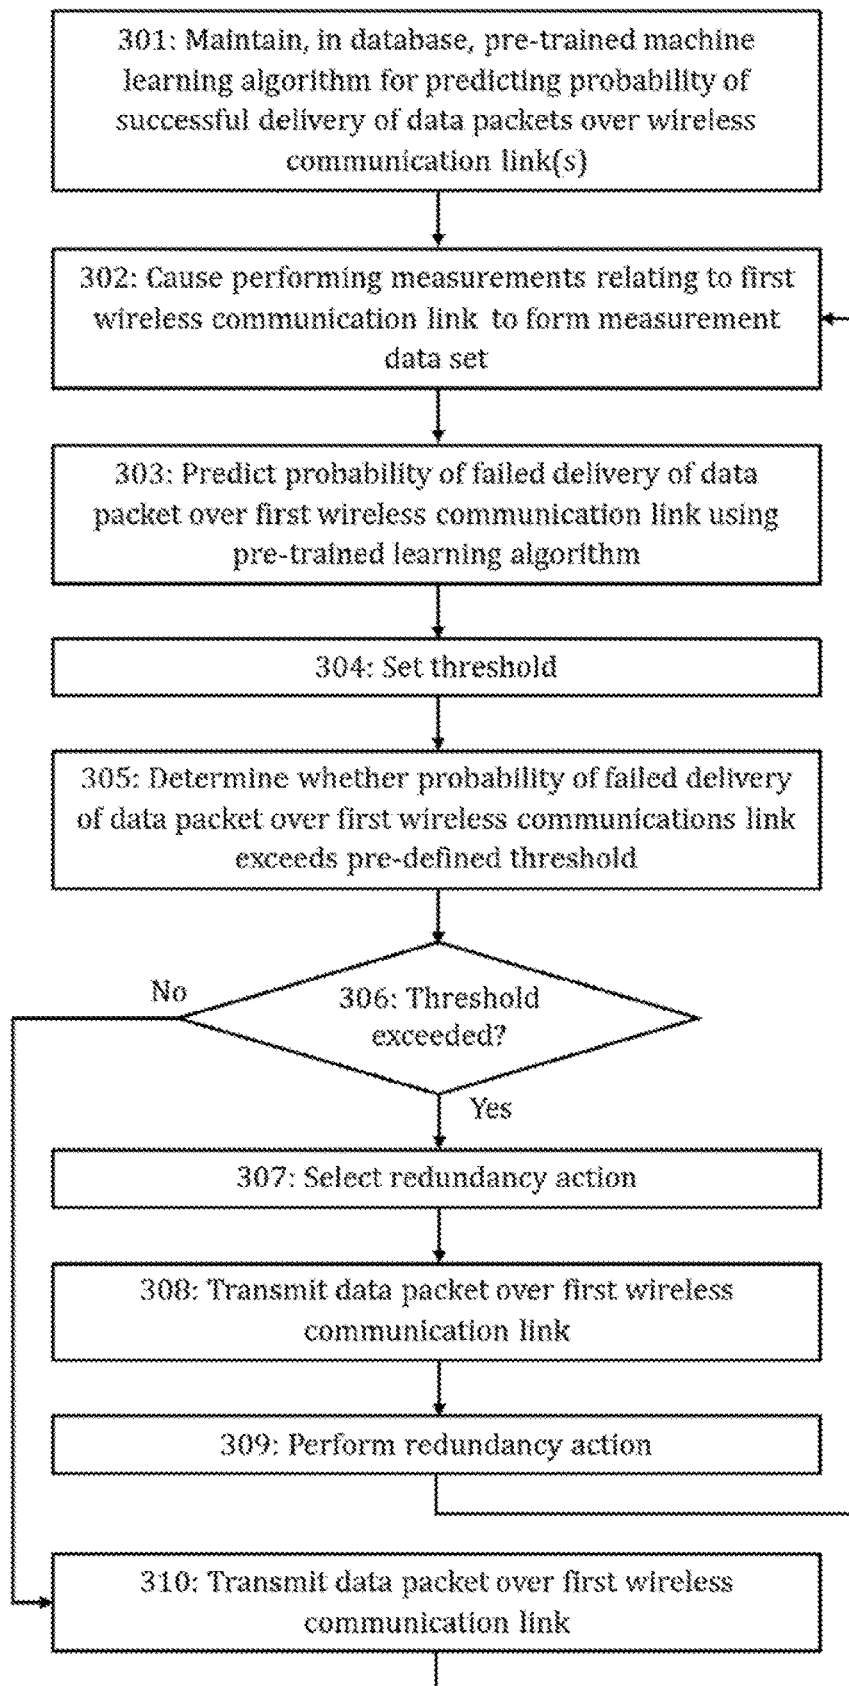 301: Maintain, in database, pre-trained machine
learning algorithm for predicting probability of
successful delivery of data packets over wireless
communication link(s)
302: Cause performing measurements relating to first
wireless communication link to form measurement
data set
303: Predict probability of failed delivery of data
packet over first wireless communication link using
pre-trained learning algorithm
304: Set threshold
305: Determine whether probability of failed delivery
of data packet over first wireless communications link
exceeds pre-defined threshold
No
306: Threshold
exceeded?
Yes
307: Select redundancy action
308: Transmit data packet over first wireless
communication link
309: Perform redundancy action
310: Transmit data packet over first wireless
communication link